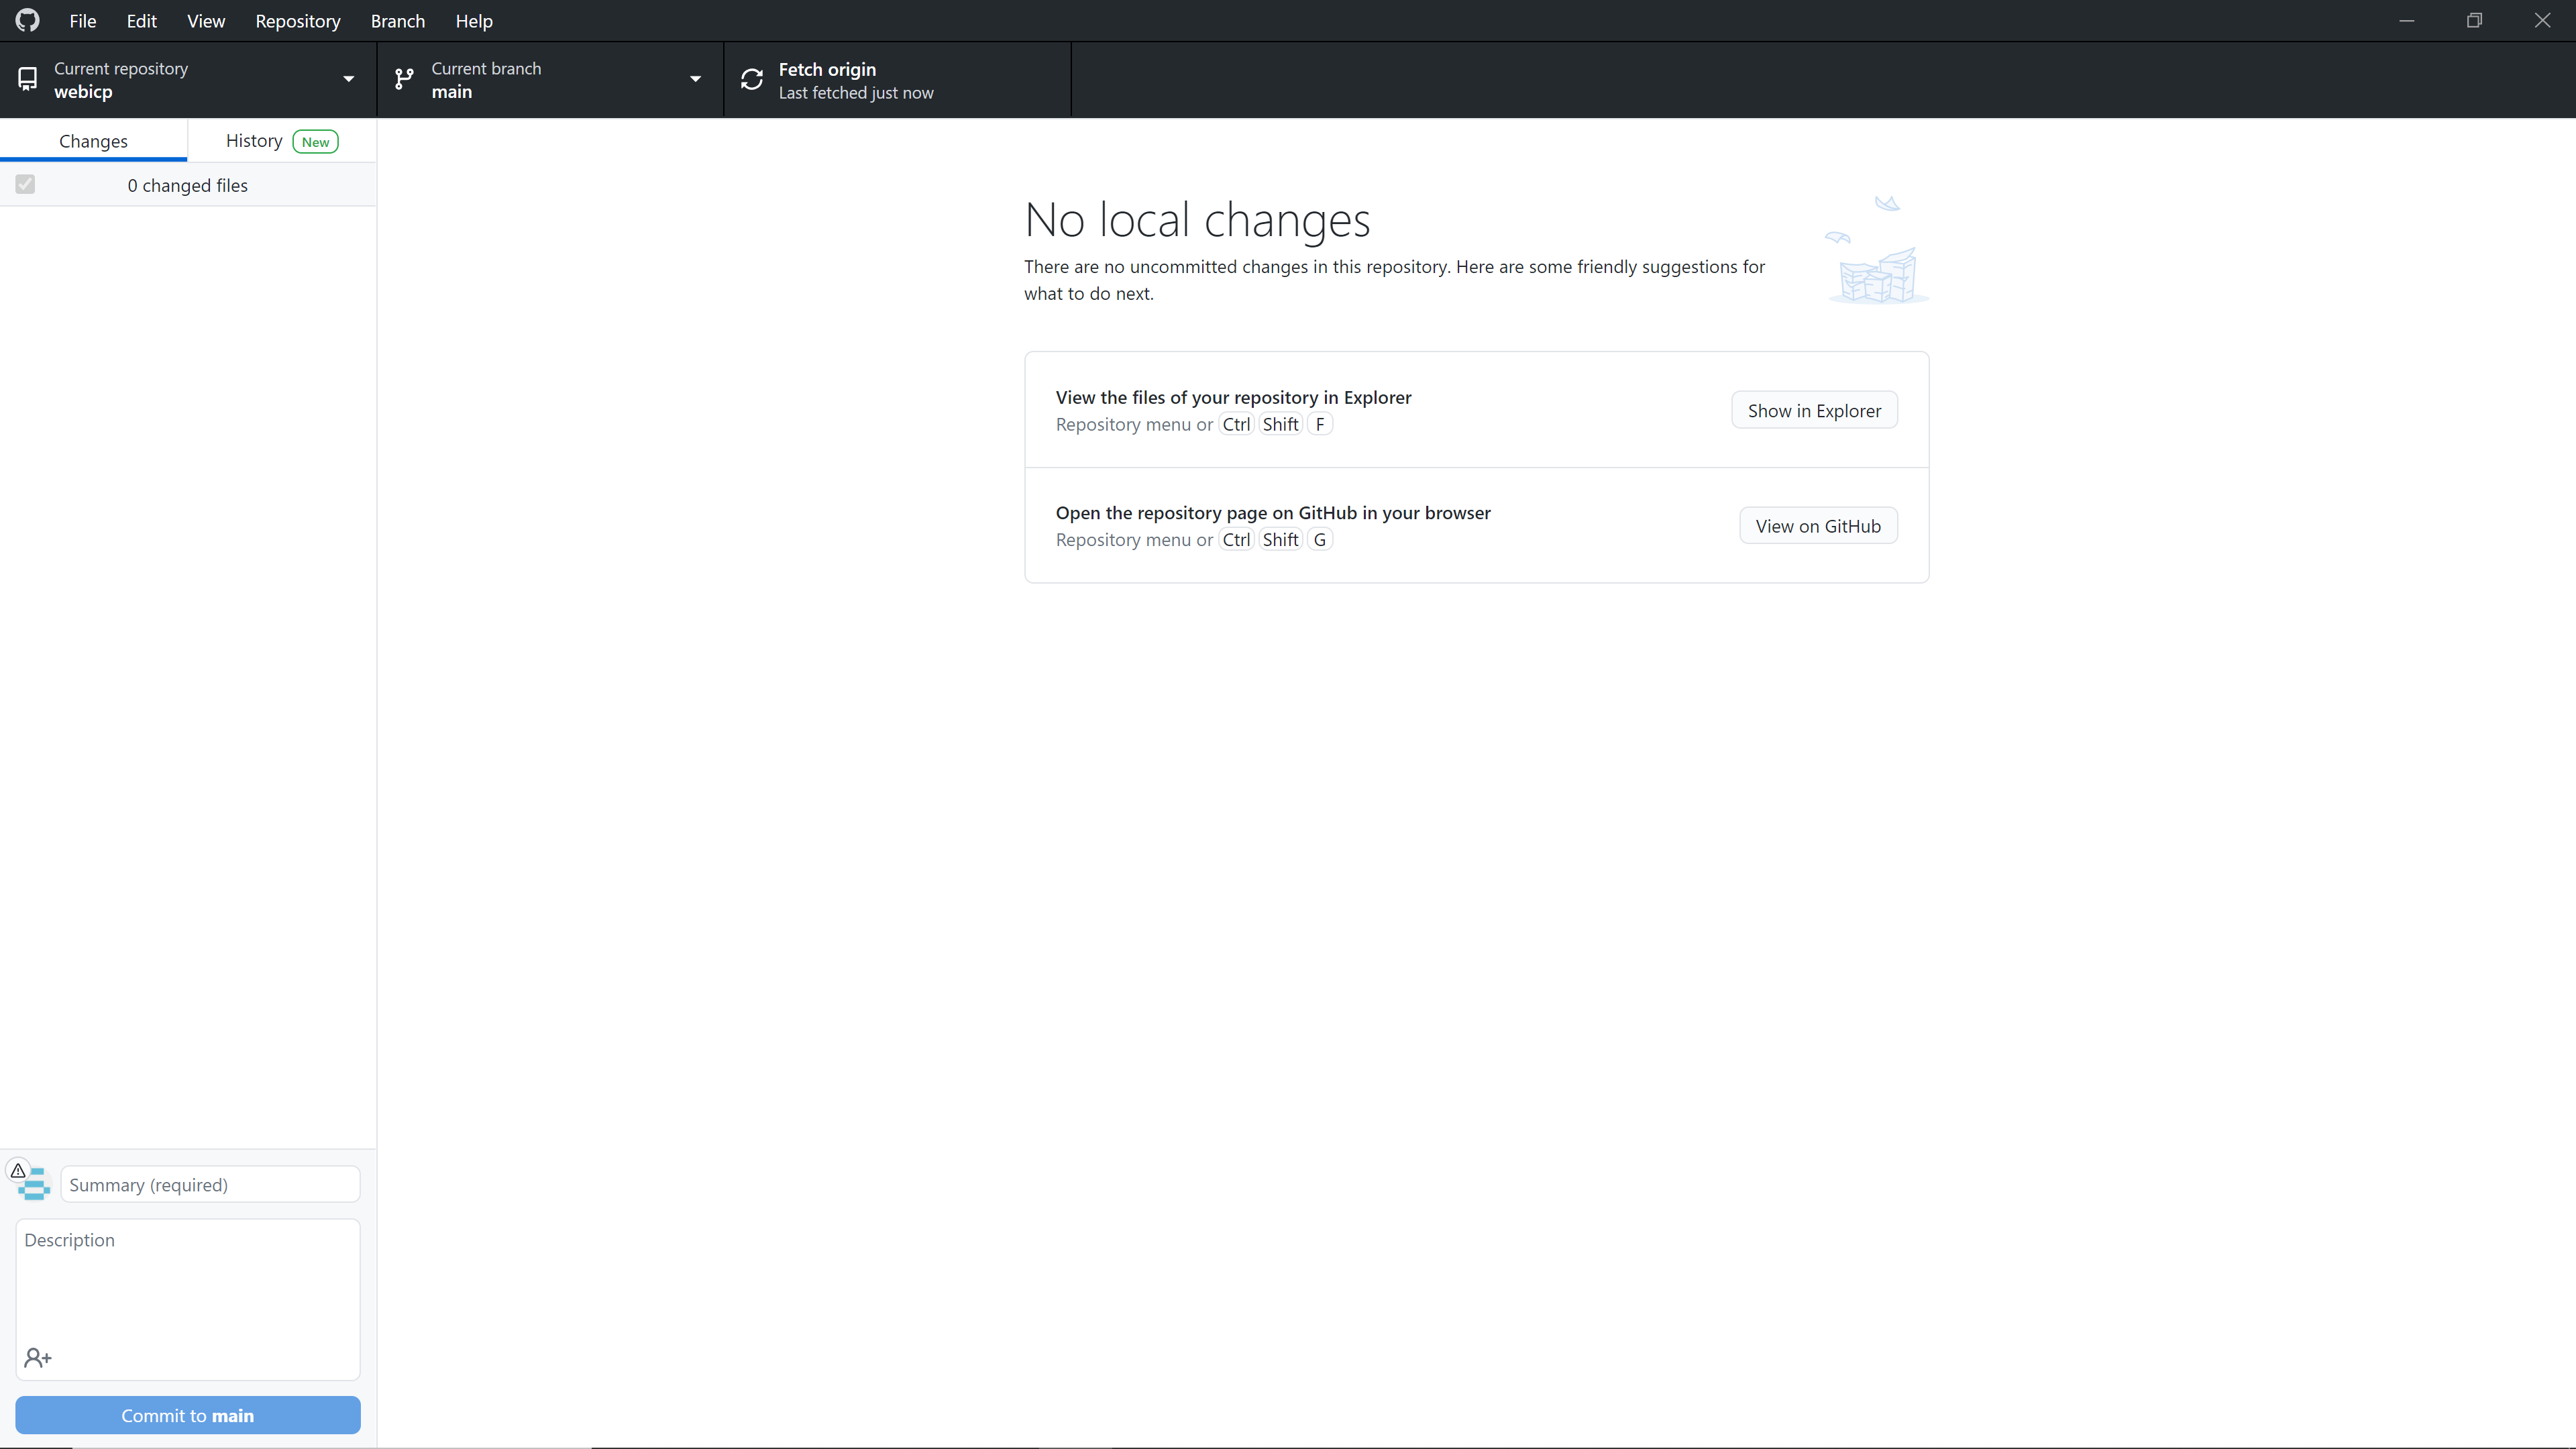 File Edit View Repository Branch Help
Current repository
webicp
Current branch
main
Fetch origin
Last fetched just now
Changes
History New
0 changed files
No local changes
There are no uncommitted changes in this repository. Here are some friendly suggestions for
what to do next.
View the files of your repository in Explorer
Repository menu or Ctrl Shift F
Show in Explorer
Open the repository page on GitHub in your browser
Repository menu or Ctrl Shift G
View on GitHub
Summary (required)
Description
Commit to main